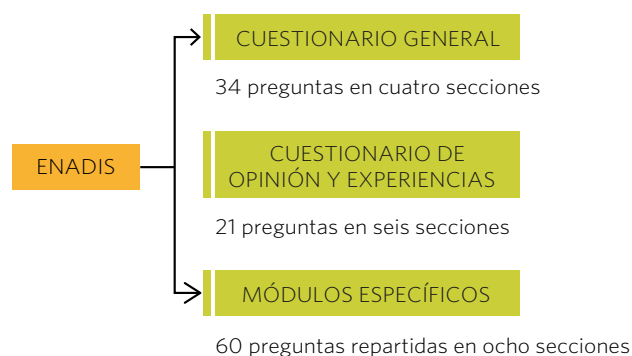 CUESTIONARIO GENERAL
34 preguntas en cuatro secciones
ENADIS
CUESTIONARIO DE
OPINIÓN Y EXPERIENCIAS
21 preguntas en seis secciones
MÓDULOS ESPECÍFICOS
60 preguntas repartidas en ocho secciones